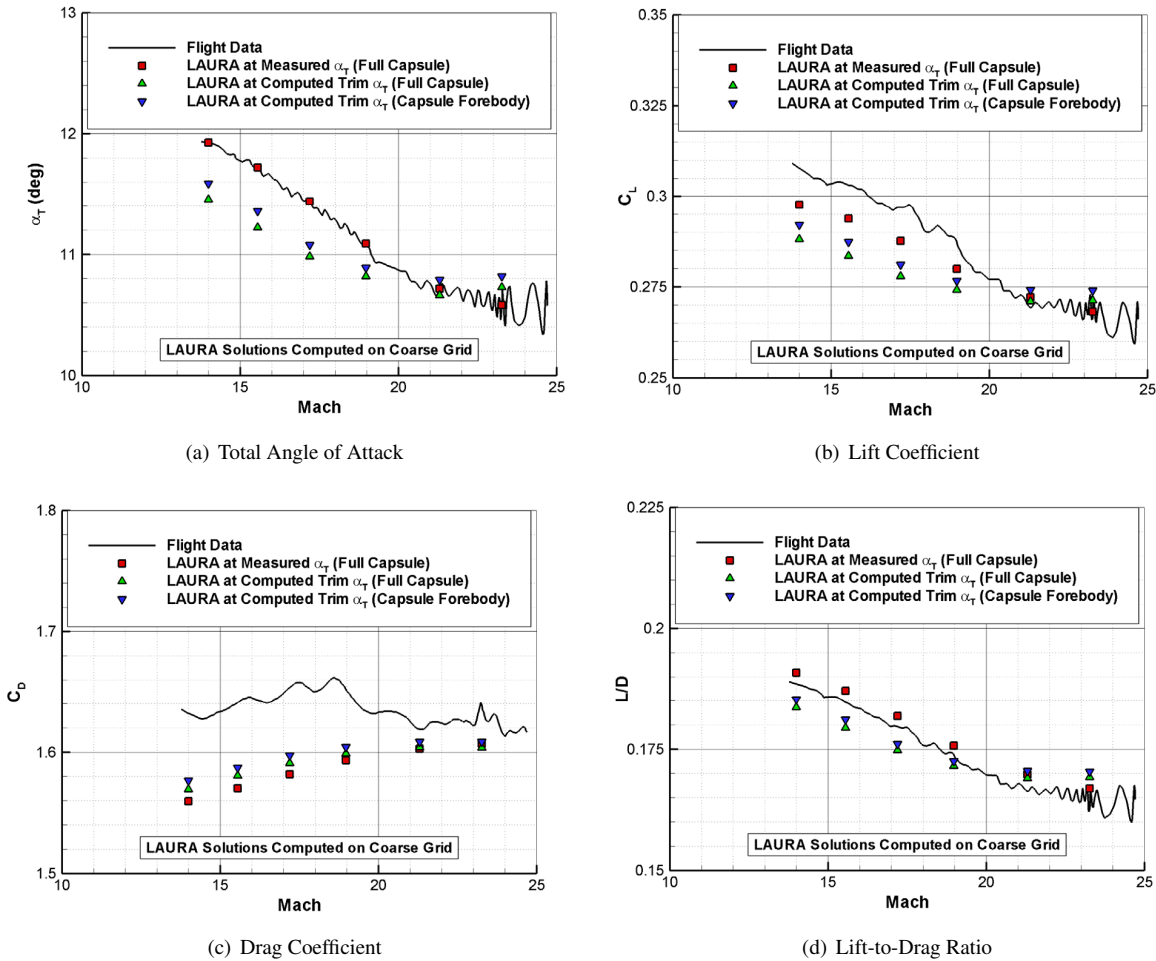 13
Flight Data
LAURA at Measured αT (Full Capsule)
LAURA at Computed Trim αT (Full Capsule)
LAURA at Computed Trim αT (Capsule Forebody)
12
αT (deg)
11
LAURA Solutions Computed on Coarse Grid
10
10 15 20 25
Mach
(a) Total Angle of Attack
0.35
Flight Data
LAURA at Measured αT (Full Capsule)
LAURA at Computed Trim αT (Full Capsule)
LAURA at Computed Trim αT (Capsule Forebody)
0.325
0.3
CL
0.275
LAURA Solutions Computed on Coarse Grid
0.25
10 15 20 25
Mach
(b) Lift Coefficient
1.8
Flight Data
LAURA at Measured αT (Full Capsule)
LAURA at Computed Trim αT (Full Capsule)
LAURA at Computed Trim αT (Capsule Forebody)
1.7
CD
1.6
LAURA Solutions Computed on Coarse Grid
1.5
10 15 20 25
Mach
(c) Drag Coefficient
0.225
Flight Data
LAURA at Measured αT (Full Capsule)
LAURA at Computed Trim αT (Full Capsule)
LAURA at Computed Trim αT (Capsule Forebody)
0.2
L/D
0.175
LAURA Solutions Computed on Coarse Grid
0.15
10 15 20 25
Mach
(d) Lift-to-Drag Ratio